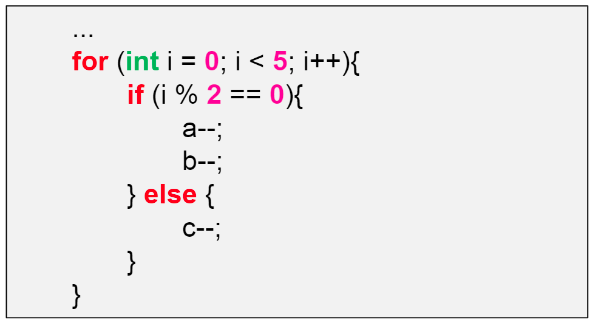 ...
for (int i = 0; i < 5; i++){
if (i % 2 == 0){
a--;
b--;
} else {
c--;
}
}